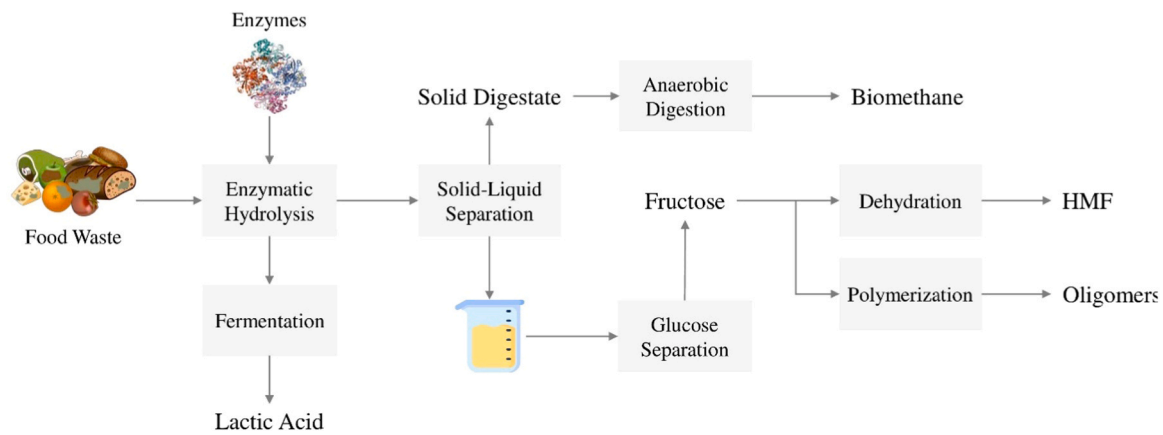 Enzymes
Solid Digestate
Anaerobic
Digestion
Biomethane
Food Waste
Enzymatic
Hydrolysis
Solid-Liquid
Separation
Fructose
Dehydration
HMF
Fermentation
Glucose
Separation
Polymerization
Oligomers
Lactic Acid